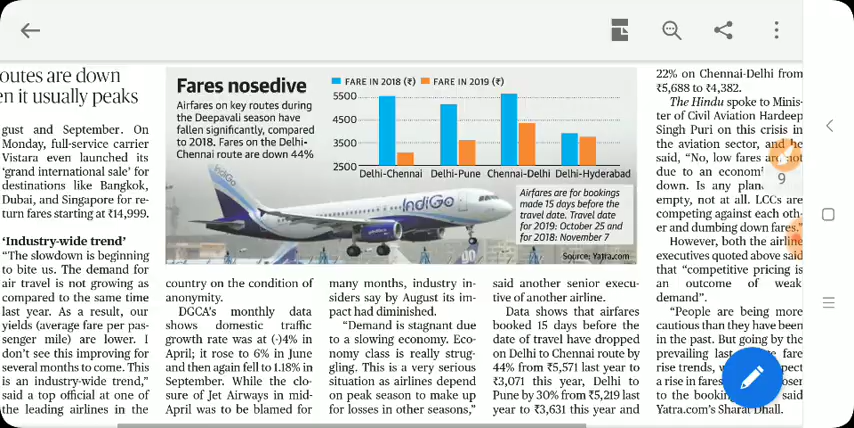 outes are down
en it usually peaks
gust and September. On
Monday, full-service carrier
Vistara even launched its
‘grand international sale’ for
destinations like Bangkok,
Dubai, and Singapore for re-
turn fares starting at ₹14,999.
‘Industry-wide trend’
“The slowdown is beginning
to bite us. The demand for
air travel is not growing as
compared to the same time
last year. As a result, our
yields (average fare per pas-
senger mile) are lower. I
don’t see this improving for
several months to come. This
is an industry-wide trend,”
said a top official at one of
the leading airlines in the
Fares nosedive
Airfares on key routes during
the Deepavali season have
fallen significantly, compared
to 2018. Fares on the Delhi-
Chennai route are down 44%
FARE IN 2018 (₹) FARE IN 2019 (₹)
5500
4500
3500
2500
Delhi-Chennai Delhi-Pune Chennai-Delhi Delhi-Hyderabad
IndiGo
IndiGo
Airfares are for bookings
made 15 days before the
travel date. Travel date
for 2019: October 25 and
for 2018: November 7
Source: Yatra.com
country on the condition of
anonymity.
DGCA’s monthly data
shows domestic traffic
growth rate was at (-)4% in
April; it rose to 6% in June
and then again fell to 1.18% in
September. While the clo-
sure of Jet Airways in mid-
April was to be blamed for
many months, industry in-
siders say by August its im-
pact had diminished.
“Demand is stagnant due
to a slowing economy. Eco-
nomy class is really strug-
gling. This is a very serious
situation as airlines depend
on peak season to make up
for losses in other seasons,”
said another senior execu-
tive of another airline.
Data shows that airfares
booked 15 days before the
date of travel have dropped
on Delhi to Chennai route by
44% from ₹5,571 last year to
₹3,071 this year, Delhi to
Pune by 30% from ₹5,219 last
year to ₹3,631 this year and
22% on Chennai-Delhi from
₹5,688 to ₹4,382.
The Hindu spoke to Minis-
ter of Civil Aviation Hardeep
Singh Puri on this crisis in
the aviation sector, and he
said, “No, low fares are not
due to an econom
down. Is any plan
empty, not at all. LCCs are
competing against each oth-
er and dumbing down fares.”
However, both the airline
executives quoted above said
that “competitive pricing is
an outcome of weak
demand”.
“People are being more
cautious than they have been
in the past. But going by the
prevailing last fare
rise trends, pect
a rise in fares oser
to the bookin said
Yatra.com’s Sharat Dhall.
9